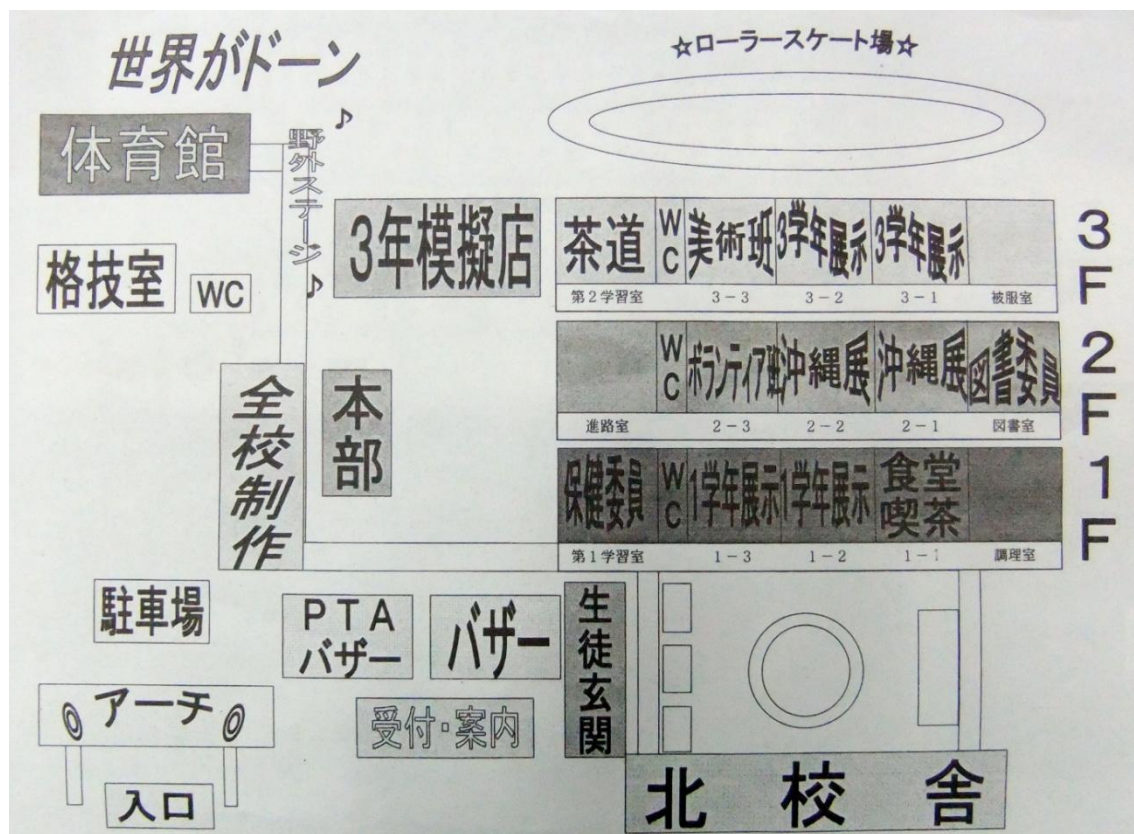 世界がドーン
☆ローラースケート場☆
体育館
野外ステージ
♪
♪
3年模擬店
格技室
WC
茶道
WC
美術班
3学年展示
3学年展示
3F
第2学習室
3-3
3-2
3-1
被服室
WC
ボランティア班
沖縄展
沖縄展
図書委員
2F
進路室
2-3
2-2
2-1
図書室
全校制作
本部
保健委員
WC
1学年展示
1学年展示
食堂
喫茶
1F
第1学習室
1-3
1-2
1-1
調理室
駐車場
PTA
バザー
バザー
生徒玄関
アーチ
受付・案内
入口
北校舎